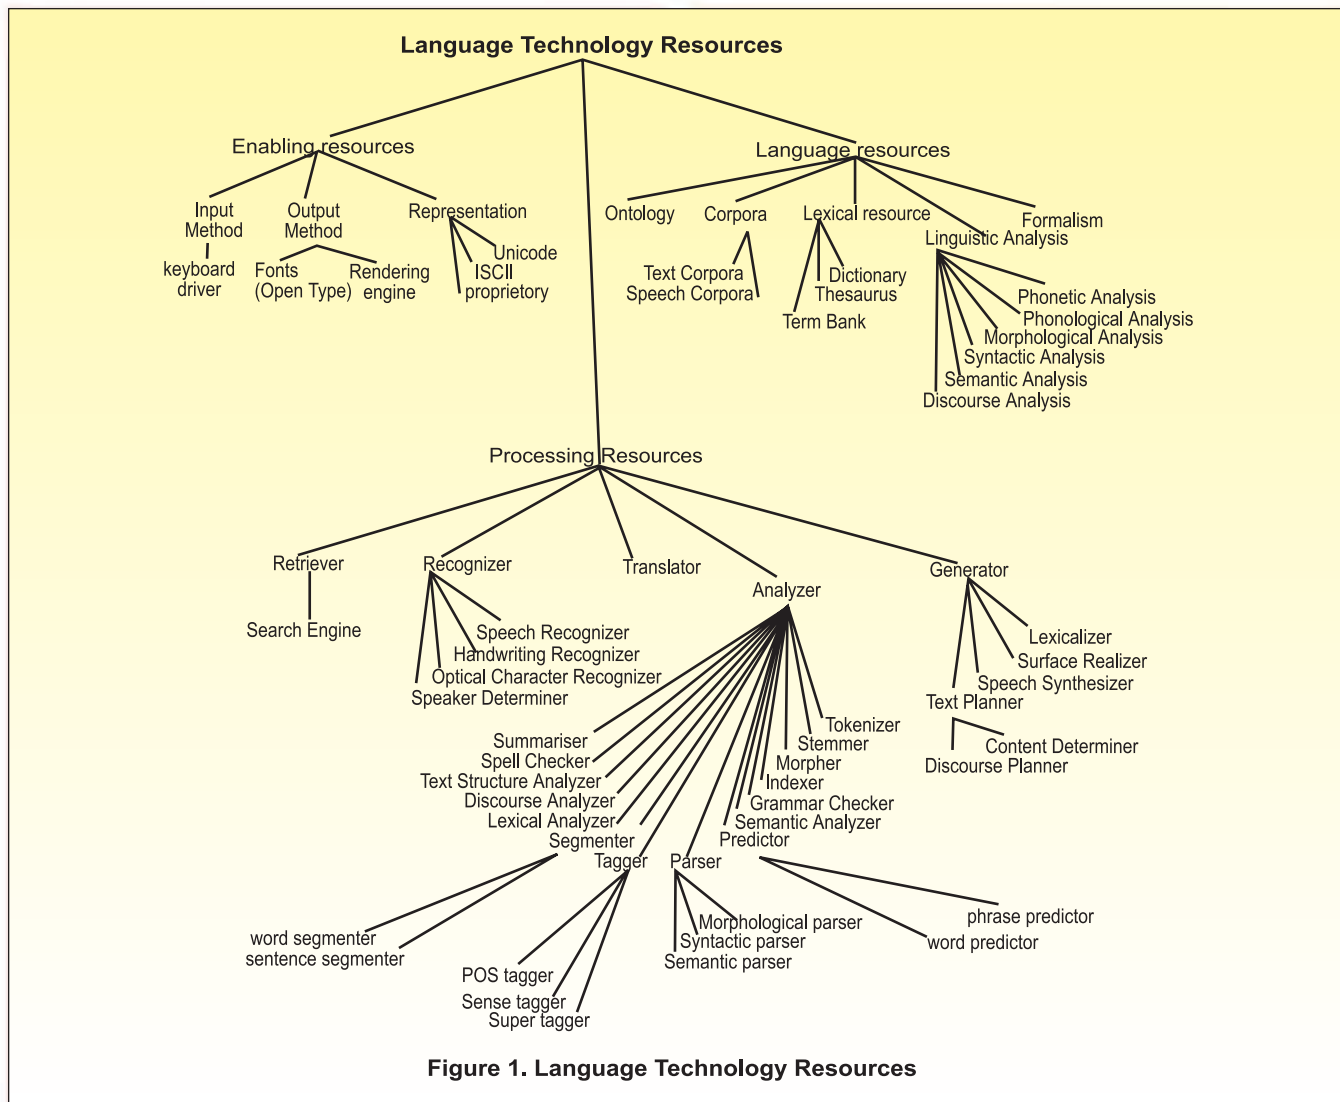 Language Technology Resources
Enabling resources
Language resources
Input
Method
Output
Method
Representation
Ontology
Corpora
Lexical resource
Formalism
Linguistic Analysis
keyboard
driver
Fonts
(Open Type)
Rendering
engine
Unicode
ISCII
proprietory
Text Corpora
Speech Corpora
Dictionary
Thesaurus
Term Bank
Phonetic Analysis
Phonological Analysis
Morphological Analysis
Syntactic Analysis
Semantic Analysis
Discourse Analysis
Processing Resources
Retriever
Recognizer
Translator
Analyzer
Generator
Search Engine
Speech Recognizer
Handwriting Recognizer
Optical Character Recognizer
Speaker Determiner
Lexicalizer
Surface Realizer
Speech Synthesizer
Text Planner
Content Determiner
Discourse Planner
Summariser
Spell Checker
Text Structure Analyzer
Discourse Analyzer
Lexical Analyzer
Segmenter
Tagger
Parser
Tokenizer
Stemmer
Morpher
Indexer
Grammar Checker
Semantic Analyzer
Predictor
word segmenter
sentence segmenter
POS tagger
Sense tagger
Super tagger
Morphological parser
Syntactic parser
Semantic parser
phrase predictor
word predictor
Figure 1. Language Technology Resources